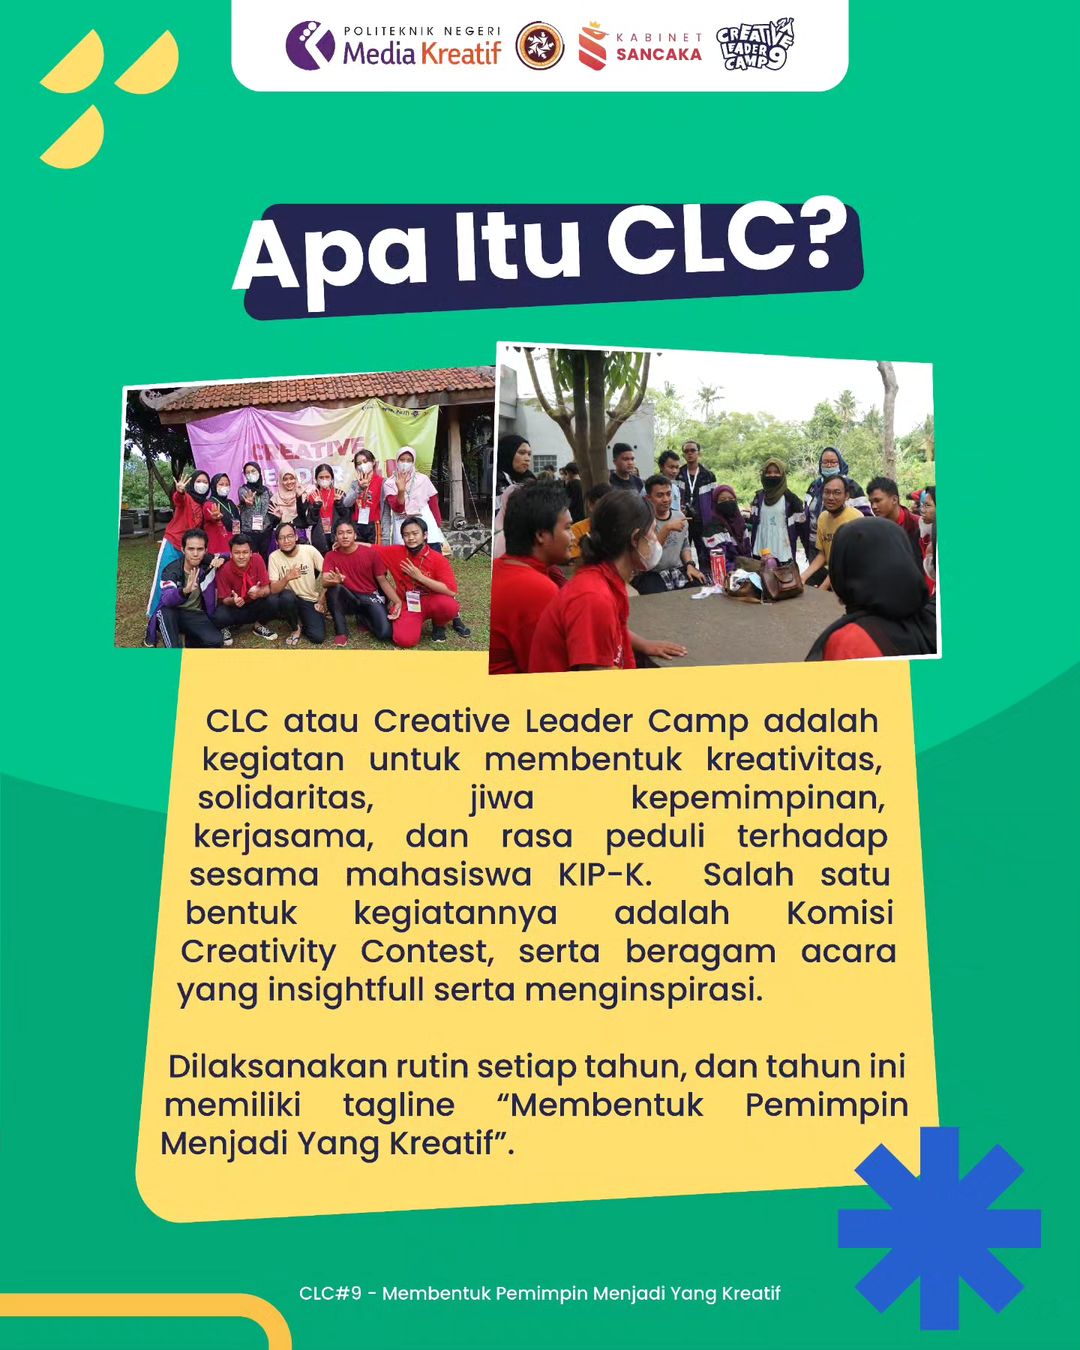 POLITEKNIK NEGERI
Media Kreatif
KABINET
SANCAKA
CREATIVE
LEADER
CAMP 9
Apa Itu CLC?
CREATIVE
CLC atau Creative Leader Camp adalah
kegiatan untuk membentuk kreativitas,
solidaritas, jiwa kepemimpinan,
kerjasama, dan rasa peduli terhadap
sesama mahasiswa KIP-K. Salah satu
bentuk kegiatannya adalah Komisi
Creativity Contest, serta beragam acara
yang insightfull serta menginspirasi.
Dilaksanakan rutin setiap tahun, dan tahun ini
memiliki tagline “Membentuk Pemimpin
Menjadi Yang Kreatif”.
CLC#9 - Membentuk Pemimpin Menjadi Yang Kreatif